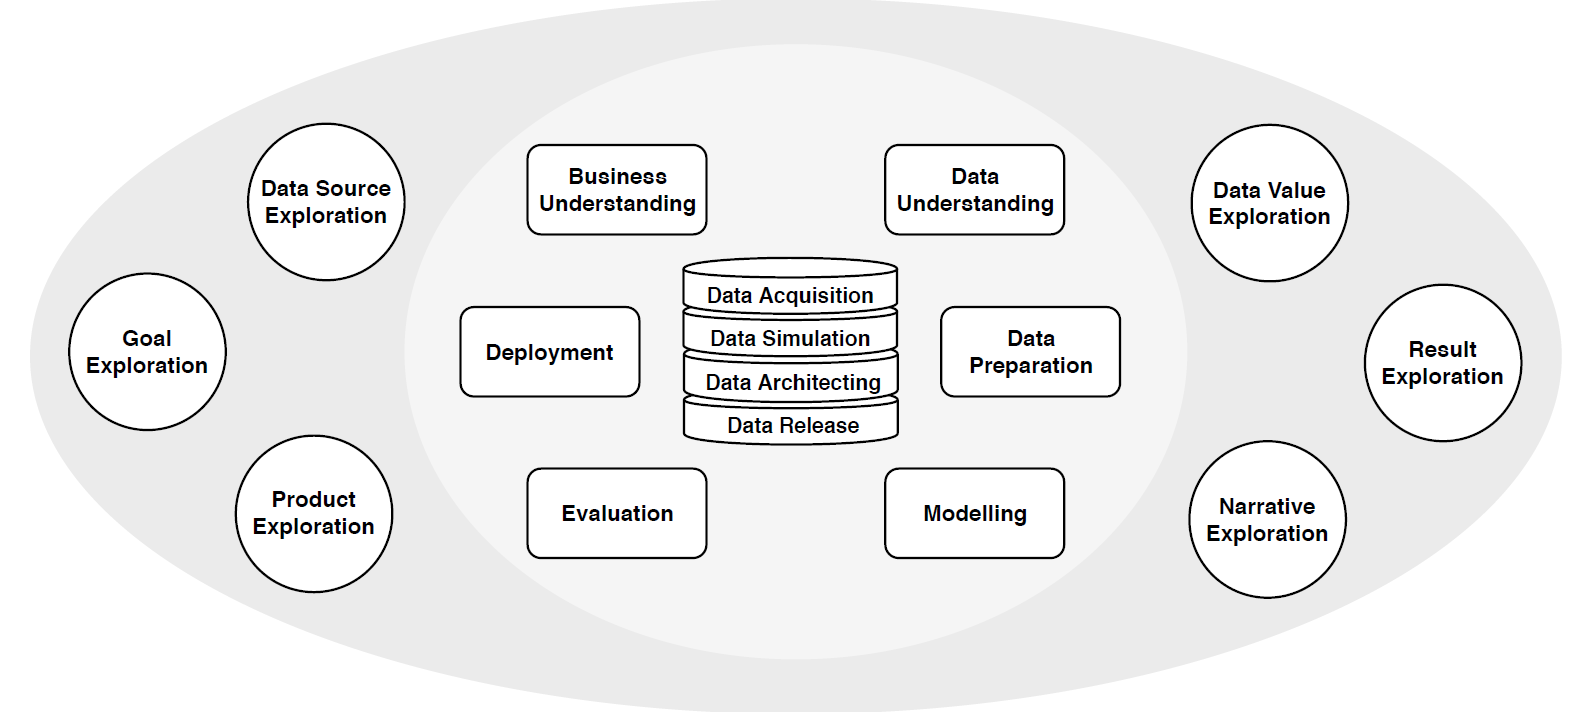 Data Source
Exploration
Goal
Exploration
Product
Exploration
Business
Understanding
Data
Understanding
Deployment
Data Acquisition
Data Simulation
Data Architecting
Data Release
Data
Preparation
Evaluation
Modelling
Data Value
Exploration
Result
Exploration
Narrative
Exploration